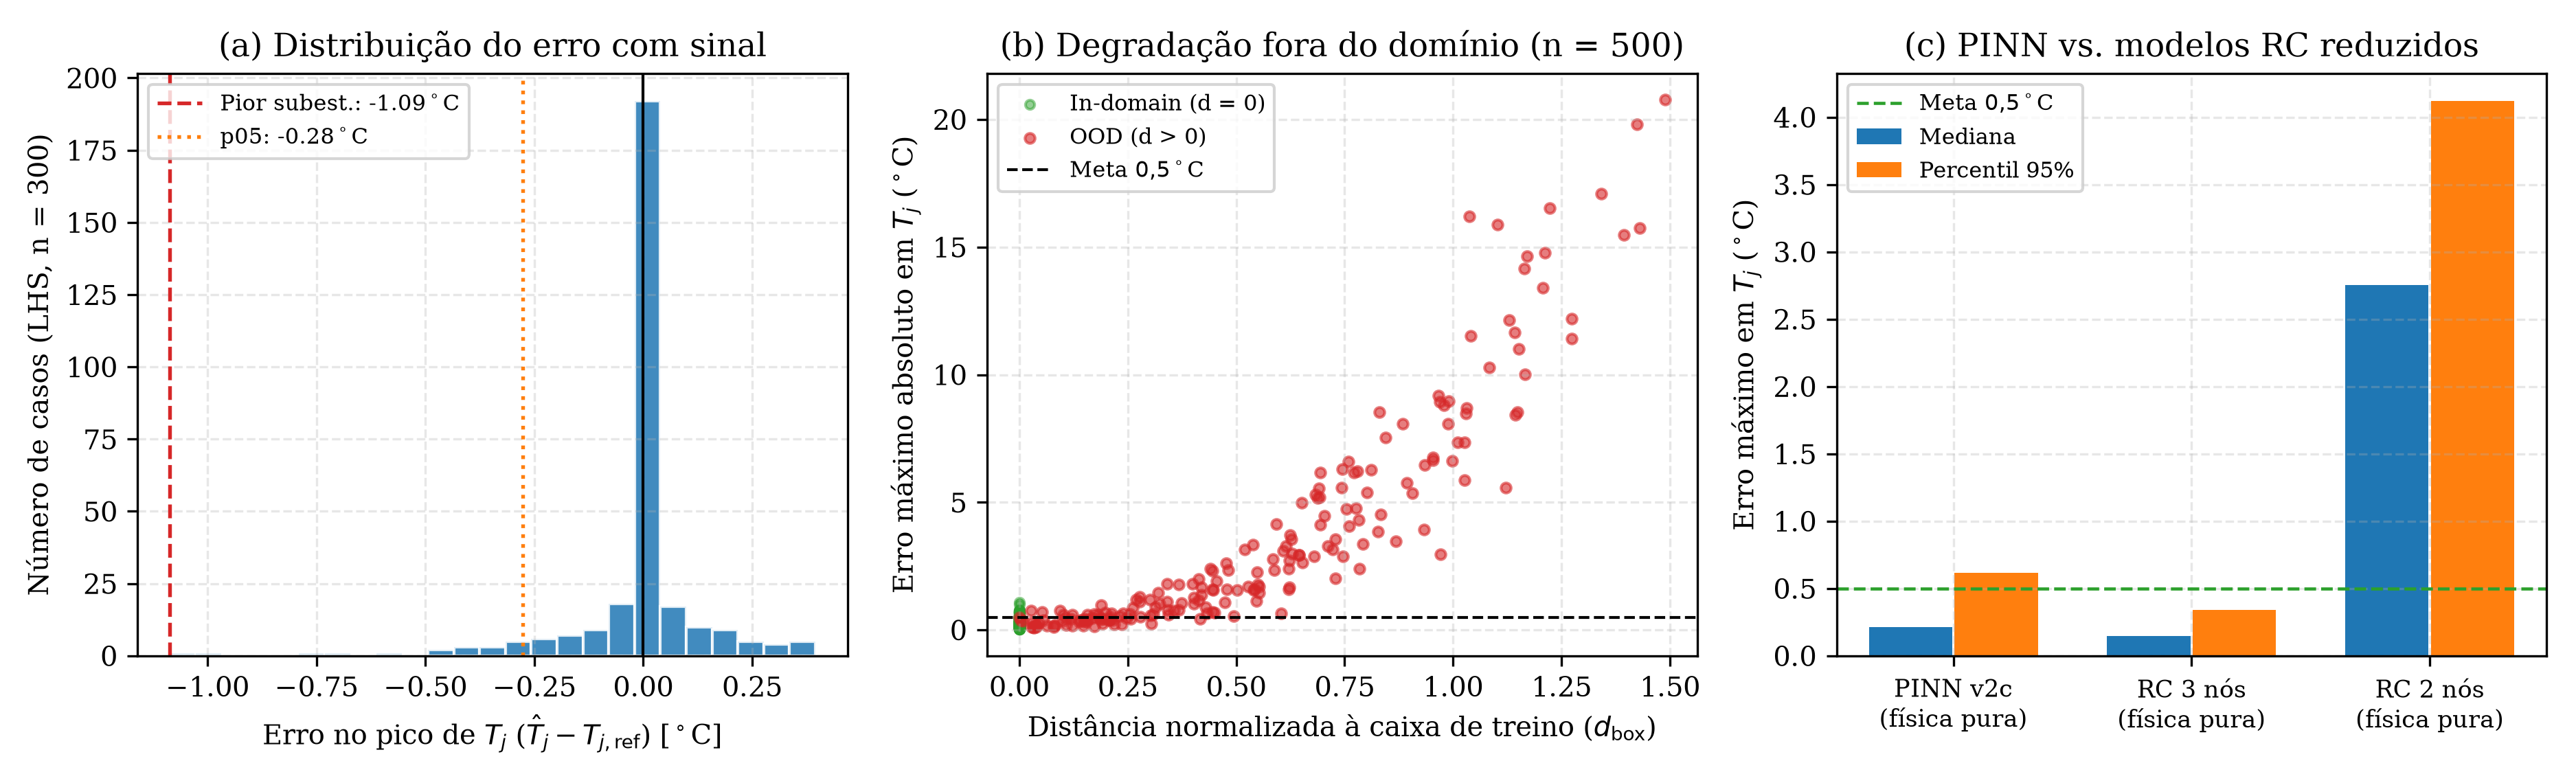 (a) Distribuição do erro com sinal
Número de casos (LHS, n = 300)
200
175
150
125
100
75
50
25
0
Pior subest.: -1.09°C
p05: -0.28°C
−1.00 −0.75 −0.50 −0.25 0.00 0.25
Erro no pico de Tj (T̂j − Tj,ref) [°C]
(b) Degradação fora do domínio (n = 500)
Erro máximo absoluto em Tj (°C)
20
15
10
5
0
In-domain (d = 0)
OOD (d > 0)
Meta 0,5°C
0.00 0.25 0.50 0.75 1.00 1.25 1.50
Distância normalizada à caixa de treino (dbox)
(c) PINN vs. modelos RC reduzidos
Erro máximo em Tj (°C)
4.0
3.5
3.0
2.5
2.0
1.5
1.0
0.5
0.0
Meta 0,5°C
Mediana
Percentil 95%
PINN v2c
(física pura)
RC 3 nós
(física pura)
RC 2 nós
(física pura)